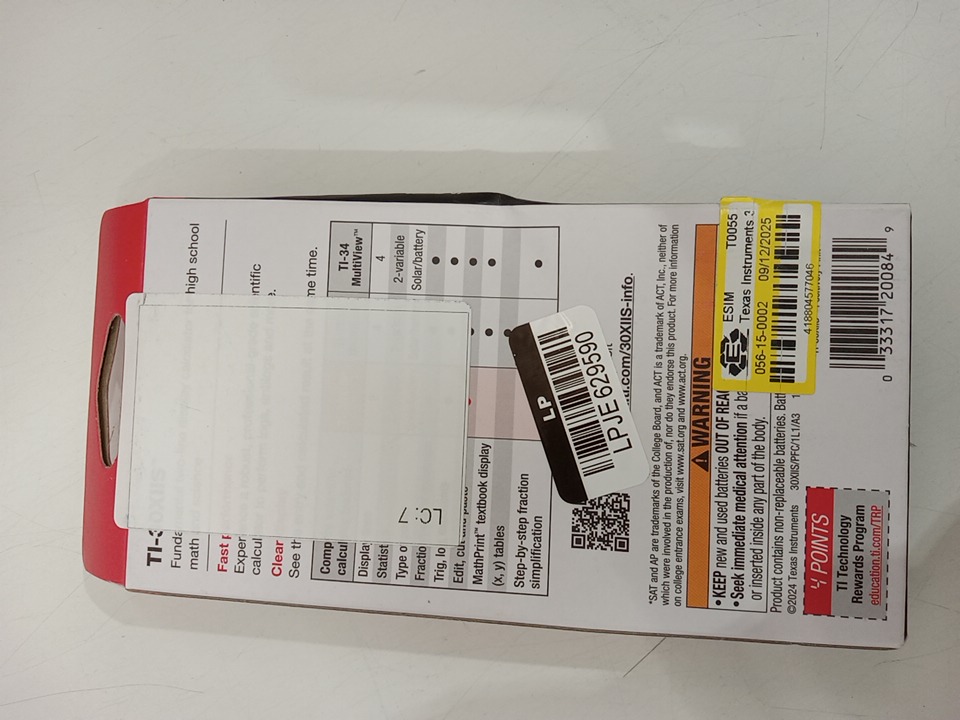 TI-3
Funda
math
high school
Fast
Exper
calcul
entific
Clear
See th
me time.
Comp
calcul
TI-34
MultiView™
Displa
4
Statist
2-variable
Type o
Solar/battery
Fractio
Trig, lo
Edit, cut and paste
MathPrint™ textbook display
(x, y) tables
Step-by-step fraction
simplification
LC: 7
LP
LPJE629590
.com/30XIIS-info.
*SAT and AP are trademarks of the College Board, and ACT is a trademark of ACT, Inc., neither of
which were involved in the production of, nor do they endorse this product. For more information
on college entrance exams, visit www.sat.org and www.act.org.
WARNING
• KEEP new and used batteries OUT OF REA
• Seek immediate medical attention if a ba
or inserted inside any part of the body.
Product contains non-replaceable batteries. Batt
©2024 Texas Instruments 30XIIS/PFC/1L1/A3
ESIM T0055
Texas Instruments 3
056-15-0002 09/12/2025
418804577046
4 POINTS
TI Technology
Rewards Program
education.ti.com/TRP
0 33317 20084 9